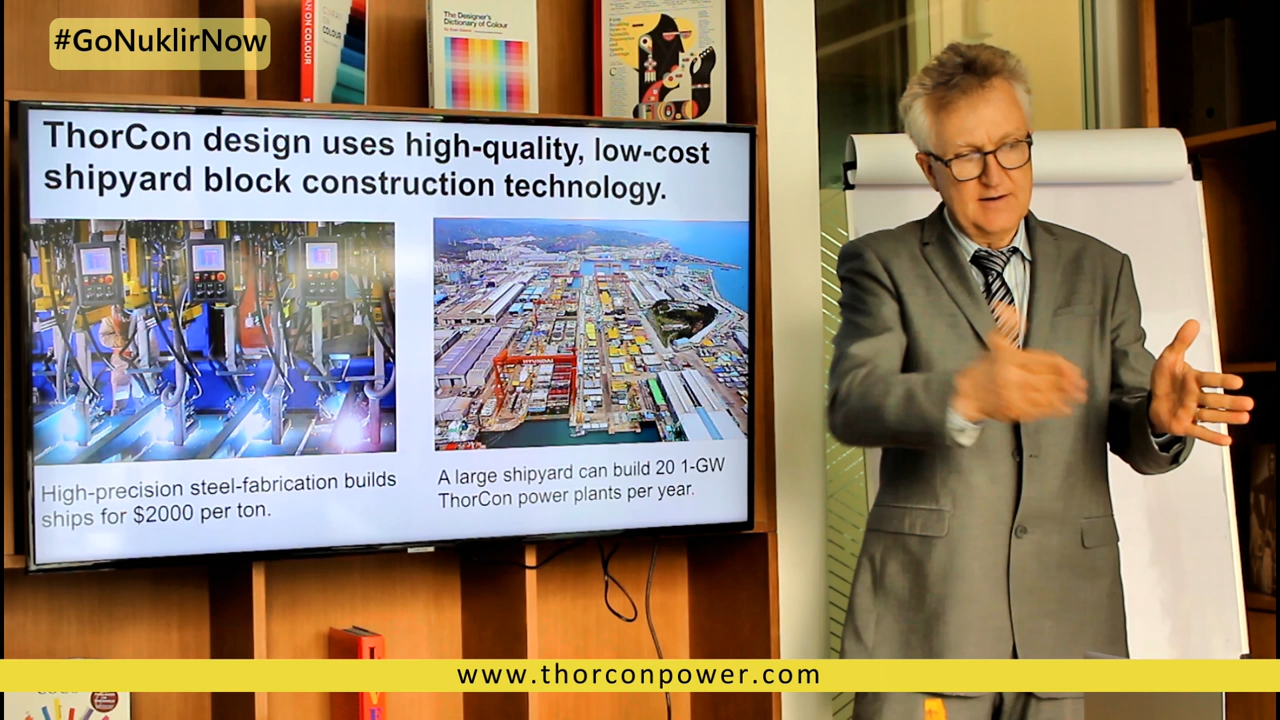 #GoNuklirNow
COLOUR
The Designer's
Dictionary of Colour
ThorCon design uses high-quality, low-cost
shipyard block construction technology.
HYUNDAI
High-precision steel-fabrication builds
ships for $2000 per ton.
A large shipyard can build 20 1-GW
ThorCon power plants per year.
www.thorconpower.com